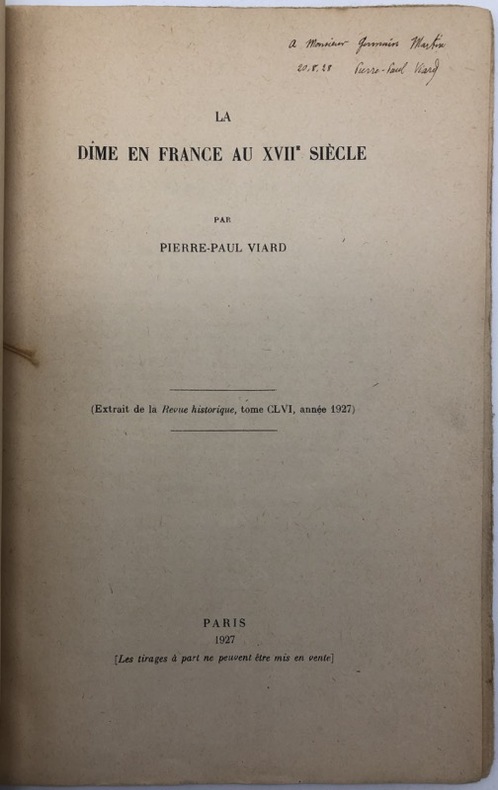 A Monsieur Germain Martin
20.8.28 Pierre-Paul Viard
LA
DÎME EN FRANCE AU XVIIe SIÈCLE
PAR
PIERRE-PAUL VIARD
(Extrait de la Revue historique, tome CLVI, année 1927)
PARIS
1927
[Les tirages à part ne peuvent être mis en vente]